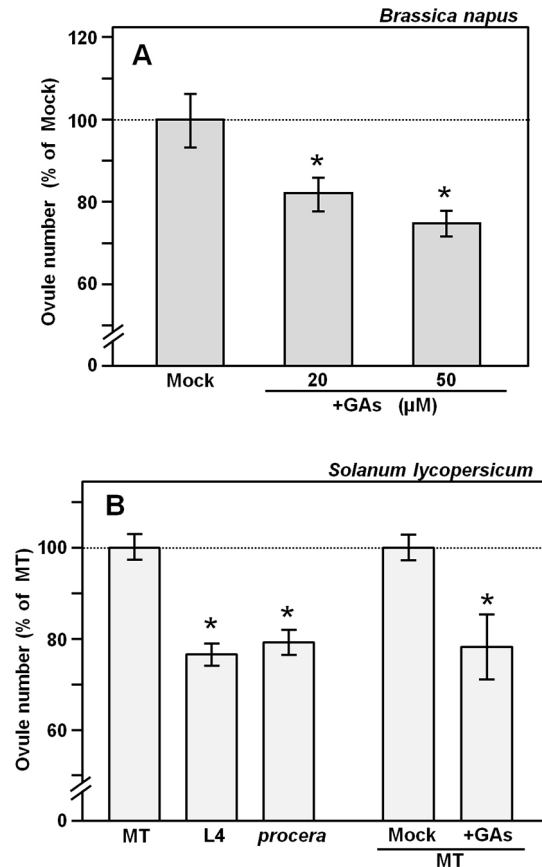 Brassica napus
A
Ovule number (% of Mock)
120
100
80
60
0
*
*
Mock
20
50
+GAs (µM)
Solanum lycopersicum
B
Ovule number (% of MT)
100
80
60
0
*
*
*
MT
L4
procera
Mock
+GAs
MT